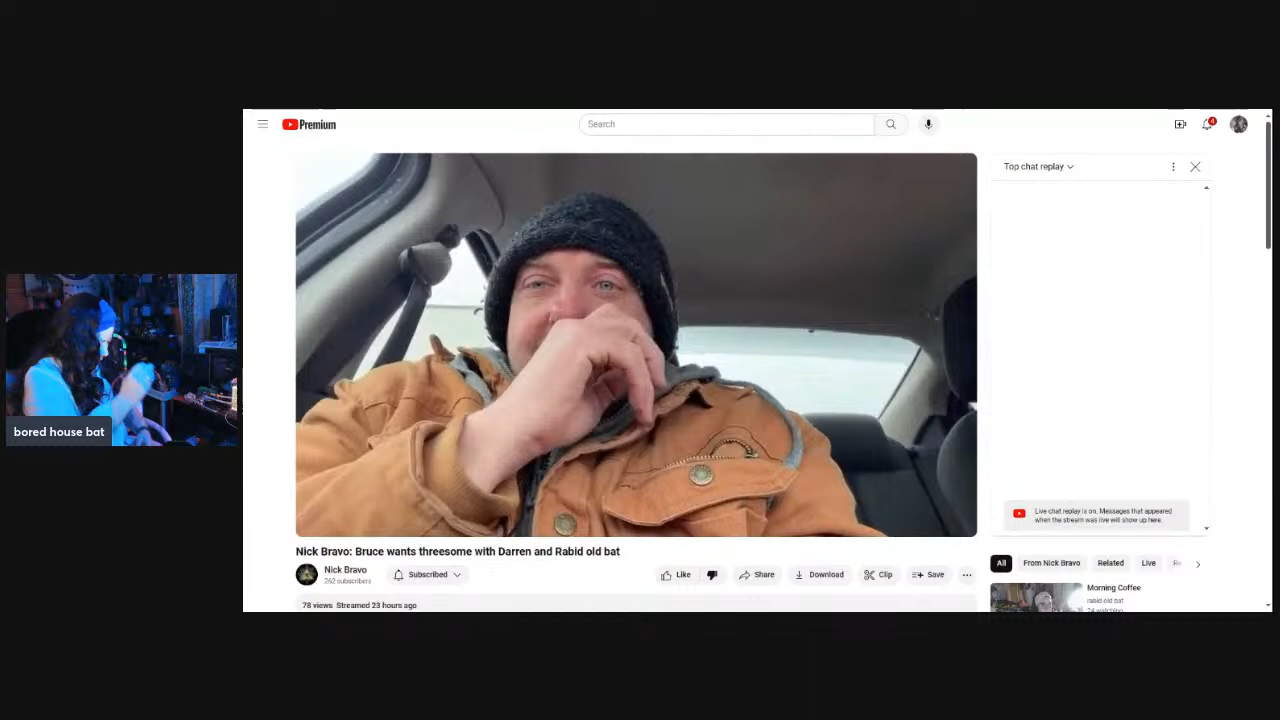 Premium
Search
4
Top chat replay
bored house bat
Live chat replay is on. Messages that appeared
when the stream was live will show up here.
Nick Bravo: Bruce wants threesome with Darren and Rabid old bat
Nick Bravo
262 subscribers
Subscribed
Like
Share
Download
Clip
Save
All
From Nick Bravo
Related
Live
78 views Streamed 23 hours ago
Morning Coffee
rabid old bat
24 watching